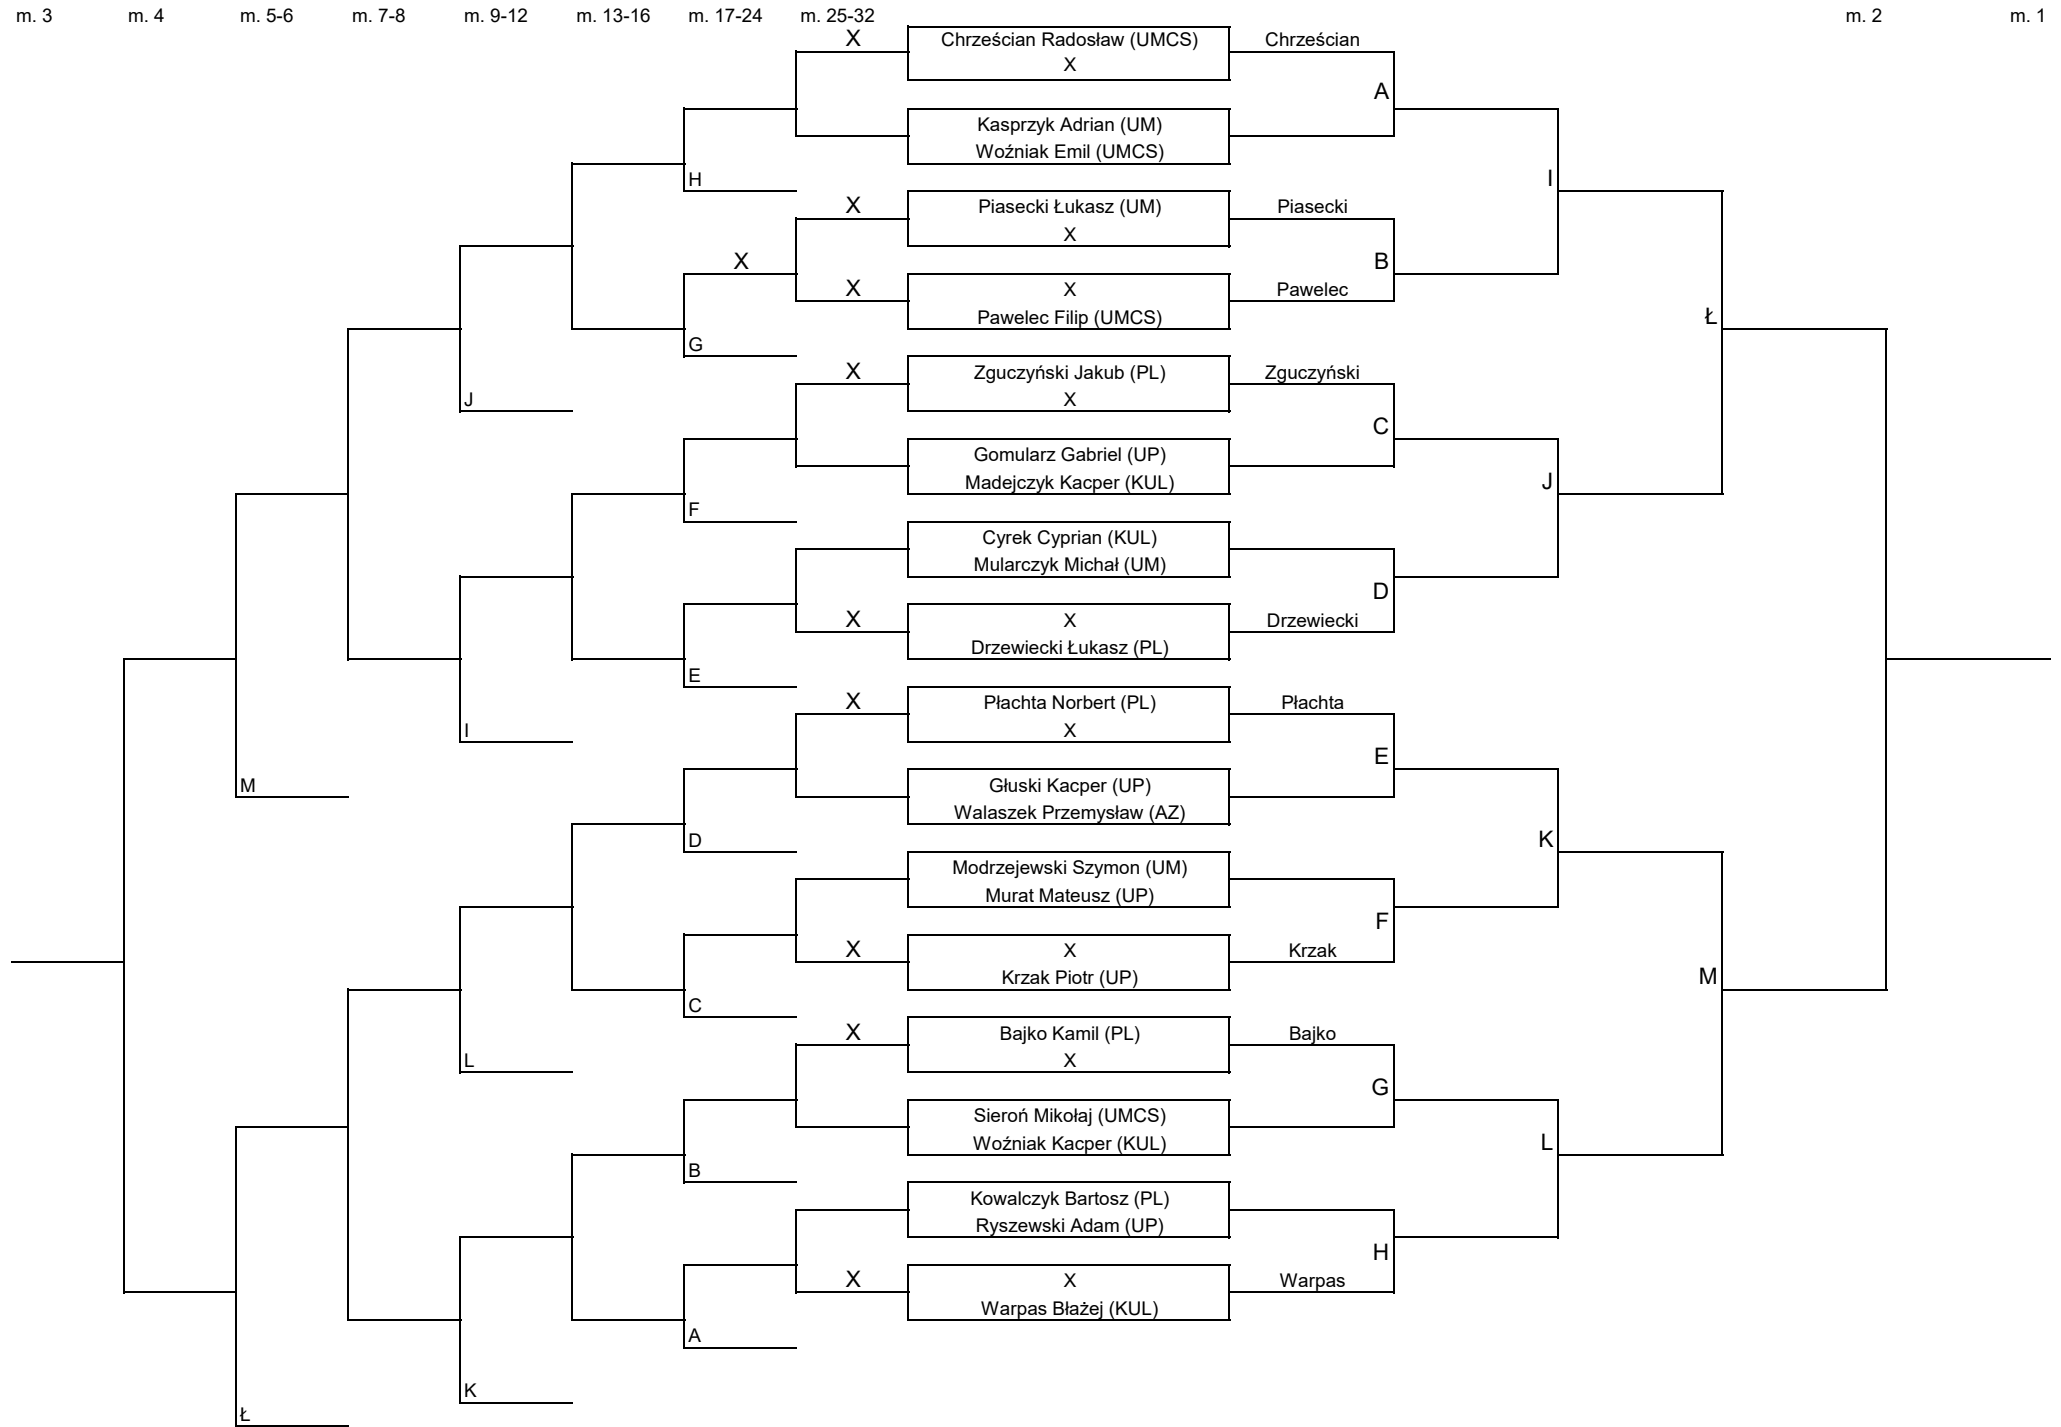 m. 3 m. 4 m. 5-6 m. 7-8 m. 9-12 m. 13-16 m. 17-24 m. 25-32 m. 2 m. 1
X Chrześcian Radosław (UMCS) Chrześcian
X
A
Kasprzyk Adrian (UM)
Woźniak Emil (UMCS)
H I
X Piasecki Łukasz (UM) Piasecki
X
X B
X X Pawelec
Pawelec Filip (UMCS) Ł
G
X Zguczyński Jakub (PL) Zguczyński
J X
C
Gomularz Gabriel (UP)
Madejczyk Kacper (KUL) J
F
Cyrek Cyprian (KUL)
Mularczyk Michał (UM)
D
X X Drzewiecki
Drzewiecki Łukasz (PL)
E
X Płachta Norbert (PL) Płachta
I X
E
M Głuski Kacper (UP)
Walaszek Przemysław (AZ)
D K
Modrzejewski Szymon (UM)
Murat Mateusz (UP)
F
X X Krzak
Krzak Piotr (UP) M
C
X Bajko Kamil (PL) Bajko
L X
G
Sieroń Mikołaj (UMCS)
Woźniak Kacper (KUL) L
B
Kowalczyk Bartosz (PL)
Ryszewski Adam (UP)
H
X X Warpas
Warpas Błażej (KUL)
A
K
Ł